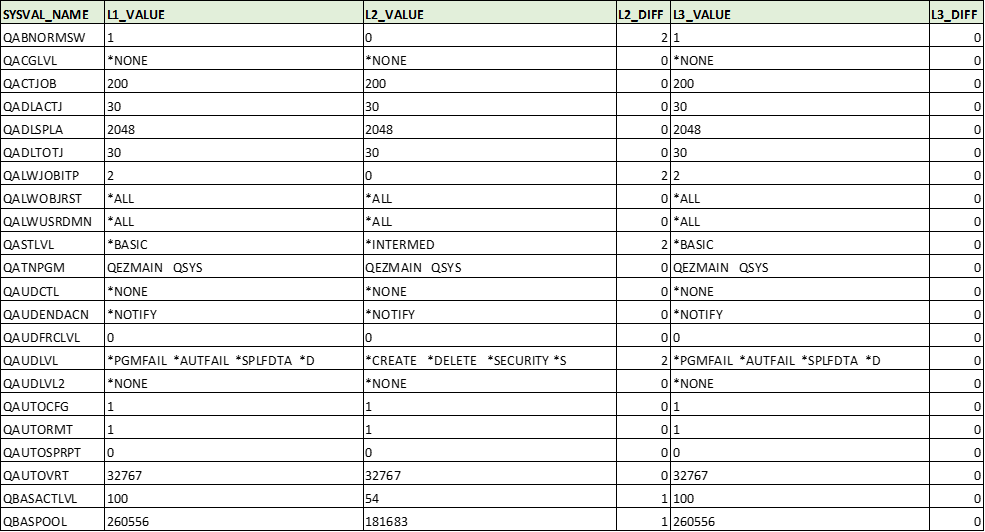 SYSVAL_NAME L1_VALUE L2_VALUE L2_DIFF L3_VALUE L3_DIFF
QABNORMSW 1 0 2 1 0
QACGLVL *NONE *NONE 0 *NONE 0
QACTJOB 200 200 0 200 0
QADLACTJ 30 30 0 30 0
QADLSPLA 2048 2048 0 2048 0
QADLTOTJ 30 30 0 30 0
QALWJOBITP 2 0 2 2 0
QALWOBJRST *ALL *ALL 0 *ALL 0
QALWUSRDMN *ALL *ALL 0 *ALL 0
QASTLVL *BASIC *INTERMED 2 *BASIC 0
QATNPGM QEZMAIN QSYS QEZMAIN QSYS 0 QEZMAIN QSYS 0
QAUDCTL *NONE *NONE 0 *NONE 0
QAUDENDACN *NOTIFY *NOTIFY 0 *NOTIFY 0
QAUDFRCLVL 0 0 0 0 0
QAUDLVL *PGMFAIL *AUTFAIL *SPLFDTA *D *CREATE *DELETE *SECURITY *S 2 *PGMFAIL *AUTFAIL *SPLFDTA *D 0
QAUDLVL2 *NONE *NONE 0 *NONE 0
QAUTOCFG 1 1 0 1 0
QAUTORMT 1 1 0 1 0
QAUTOSPRPT 0 0 0 0 0
QAUTOVRT 32767 32767 0 32767 0
QBASACTLVL 100 54 1 100 0
QBASPOOL 260556 181683 1 260556 0